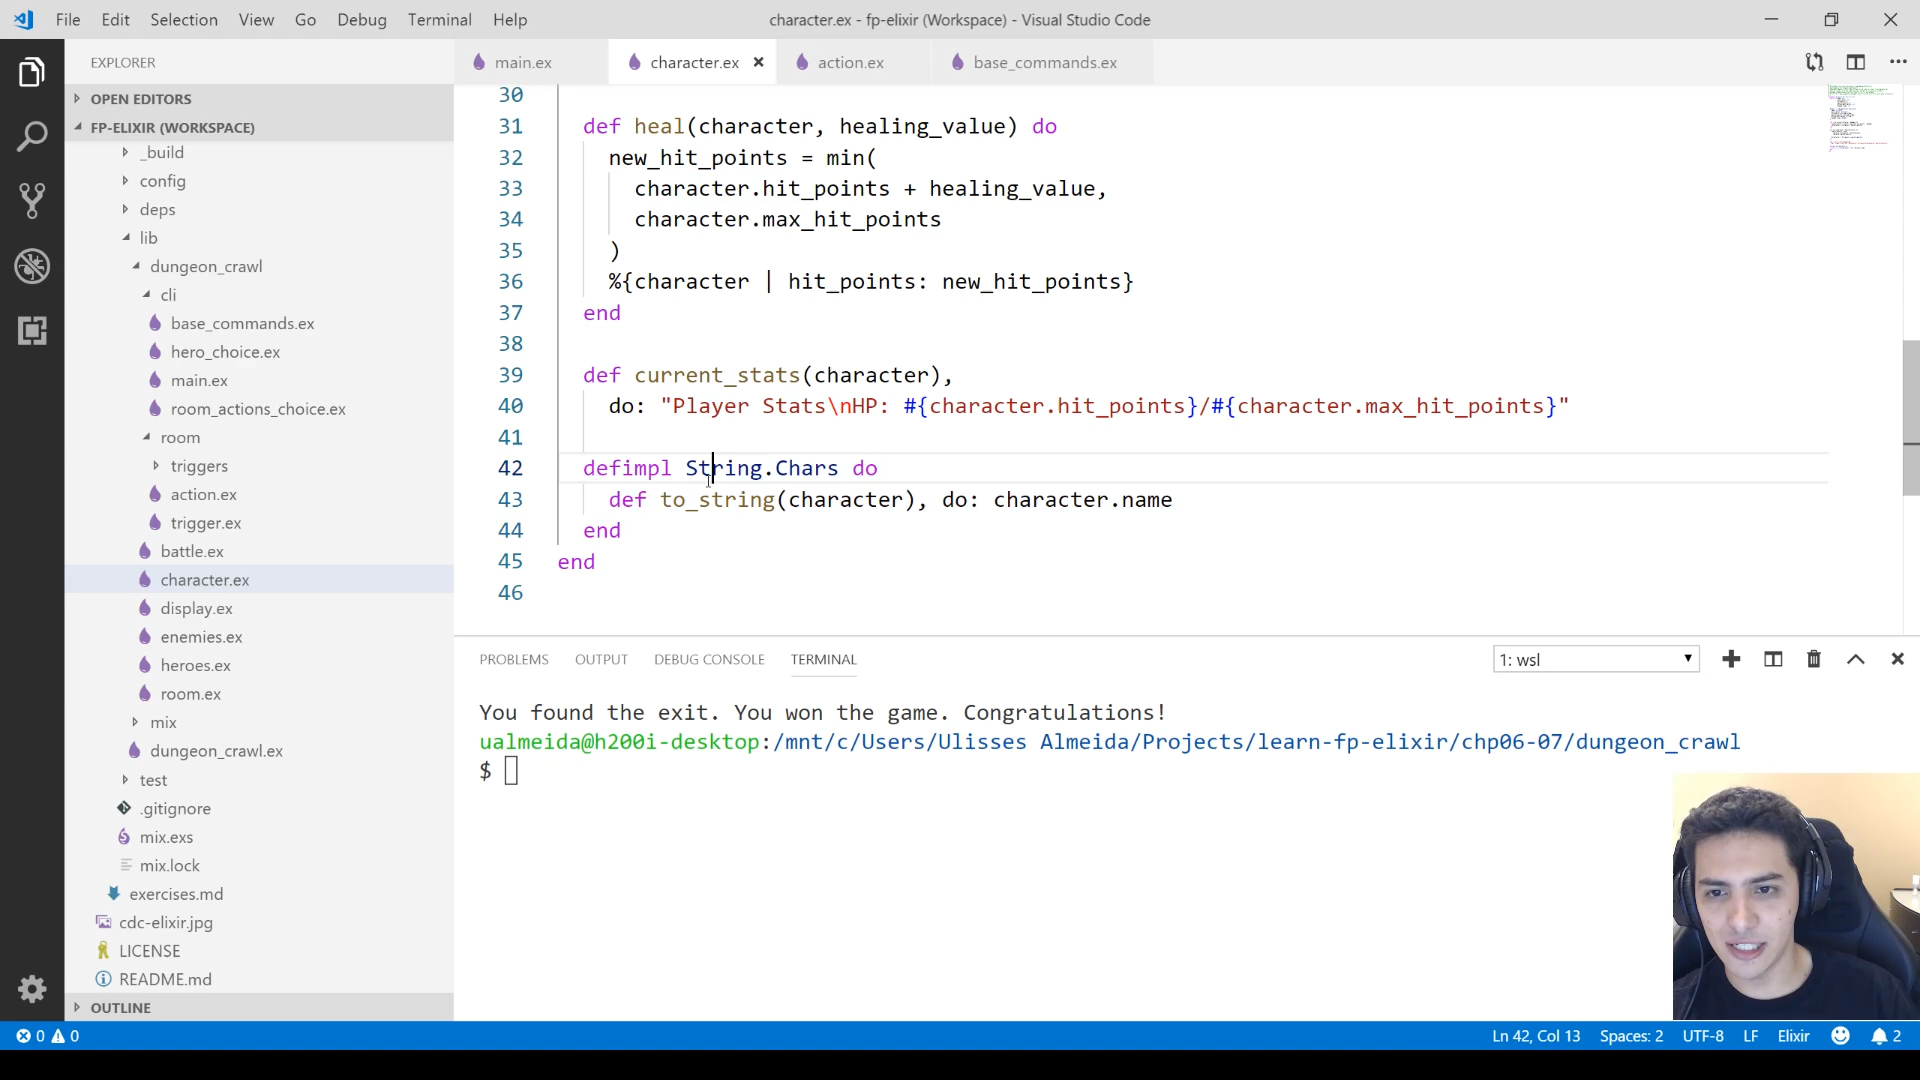 File Edit Selection View Go Debug Terminal Help
character.ex - fp-elixir (Workspace) - Visual Studio Code
EXPLORER
OPEN EDITORS
FP-ELIXIR (WORKSPACE)
_build
config
deps
lib
dungeon_crawl
cli
base_commands.ex
hero_choice.ex
main.ex
room_actions_choice.ex
room
triggers
action.ex
trigger.ex
battle.ex
character.ex
display.ex
enemies.ex
heroes.ex
room.ex
mix
dungeon_crawl.ex
test
.gitignore
mix.exs
mix.lock
exercises.md
cdc-elixir.jpg
LICENSE
README.md
OUTLINE
main.ex character.ex action.ex base_commands.ex
30
31 def heal(character, healing_value) do
32 new_hit_points = min(
33 character.hit_points + healing_value,
34 character.max_hit_points
35 )
36 %{character | hit_points: new_hit_points}
37 end
38
39 def current_stats(character),
40 do: "Player Stats\nHP: #{character.hit_points}/#{character.max_hit_points}"
41
42 defimpl String.Chars do
43 def to_string(character), do: character.name
44 end
45 end
46
PROBLEMS OUTPUT DEBUG CONSOLE TERMINAL
1: wsl
You found the exit. You won the game. Congratulations!
ualmeida@h200i-desktop:/mnt/c/Users/Ulisses Almeida/Projects/learn-fp-elixir/chp06-07/dungeon_crawl
$
0 0
Ln 42, Col 13 Spaces: 2 UTF-8 LF Elixir 2